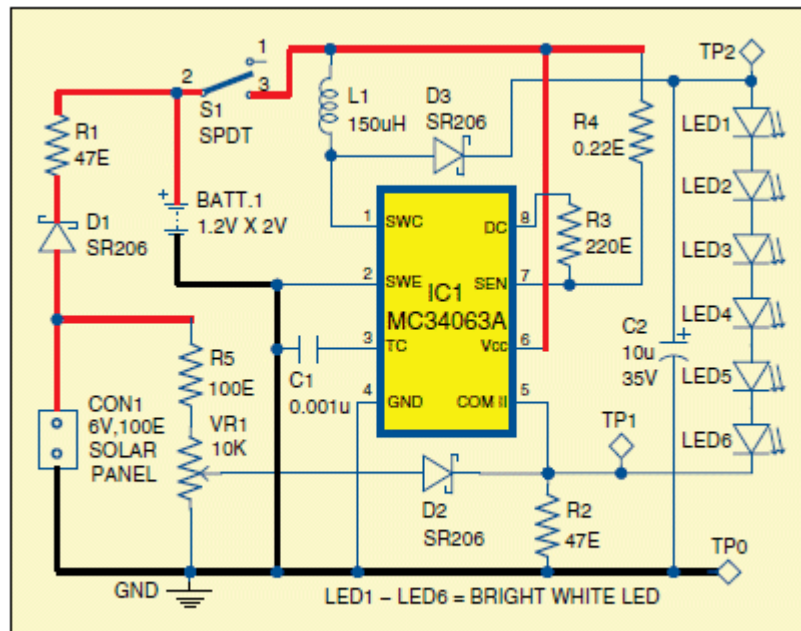 1
2
3
S1
SPDT
R1
47E
L1
150uH
D3
SR206
R4
0.22E
TP2
LED1
LED2
LED3
LED4
LED5
LED6
+
BATT.1
1.2V X 2V
D1
SR206
1
SWC
DC
8
R3
220E
2
SWE
SEN
7
IC1
MC34063A
3
TC
Vcc
6
4
GND
COM II
5
C1
0.001u
C2
+
10u
35V
R5
100E
VR1
10K
CON1
6V,100E
SOLAR
PANEL
TP1
D2
SR206
R2
47E
TP0
GND
LED1 – LED6 = BRIGHT WHITE LED